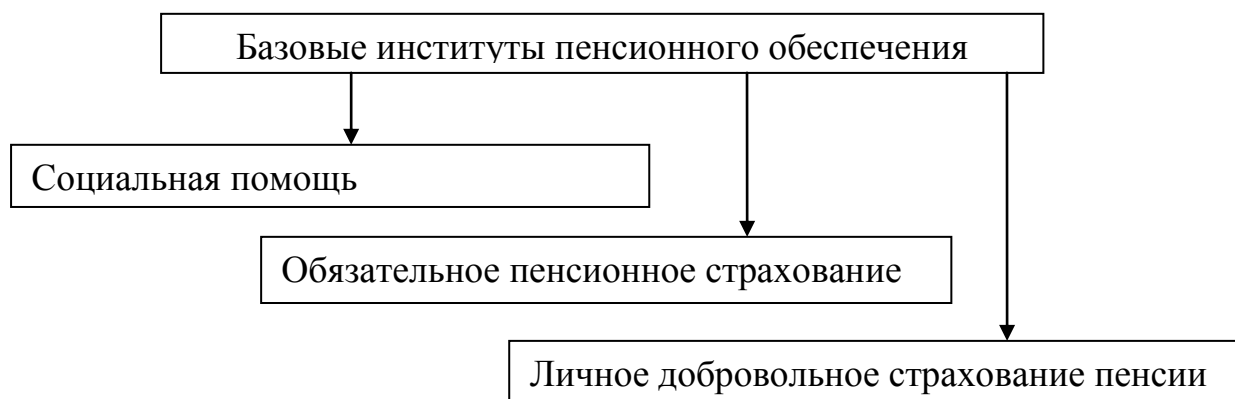 Базовые институты пенсионного обеспечения
Социальная помощь
Обязательное пенсионное страхование
Личное добровольное страхование пенсии